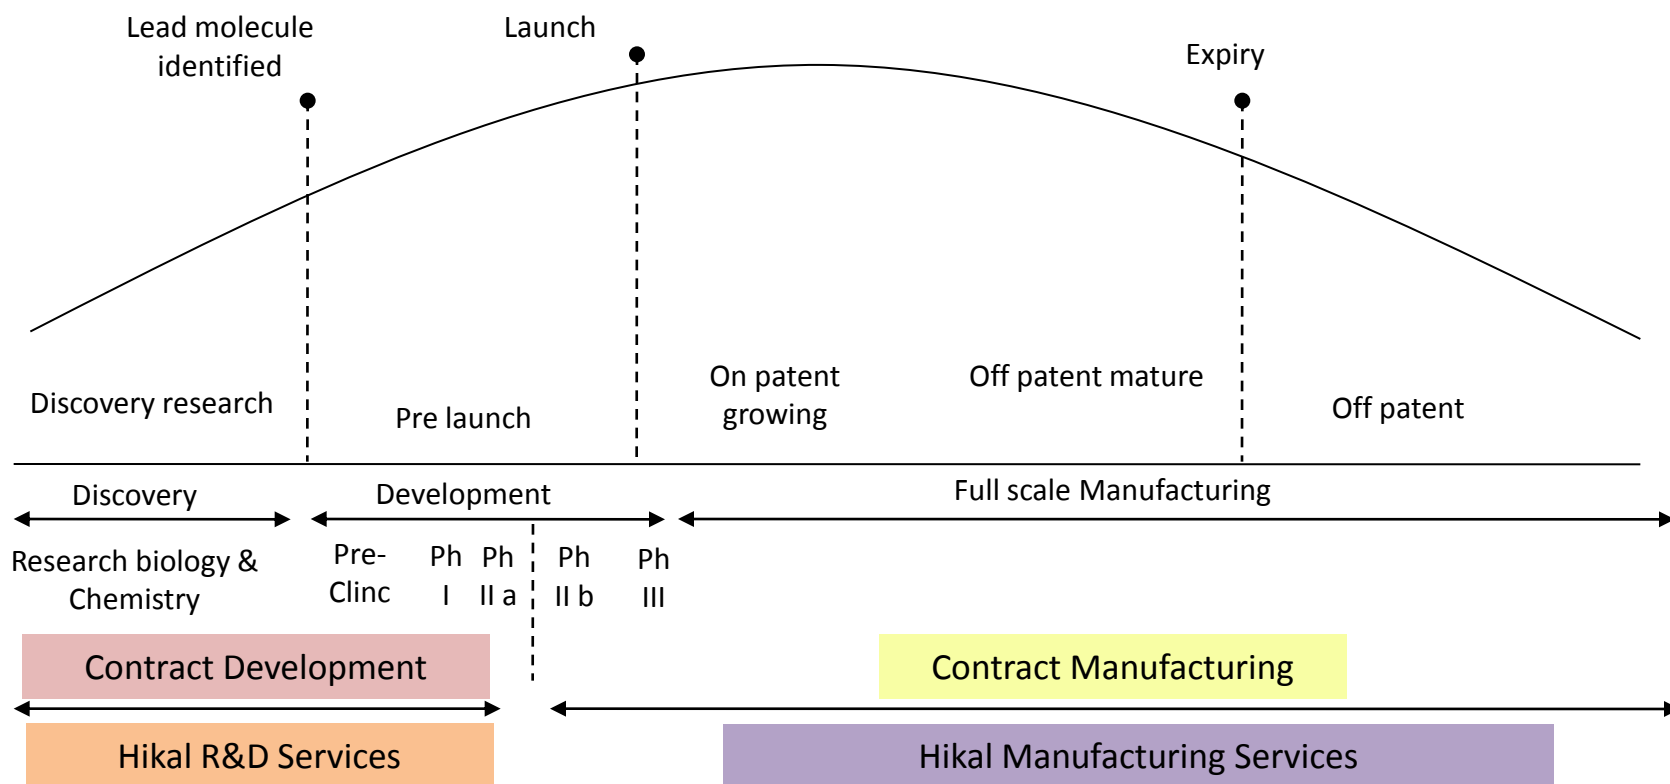 Lead molecule
identified
Launch
Expiry
Discovery research
Pre launch
On patent
growing
Off patent mature
Off patent
Discovery
Development
Full scale Manufacturing
Research biology &
Chemistry
Pre-
Clinc
Ph
I
Ph
II a
Ph
II b
Ph
III
Contract Development
Contract Manufacturing
Hikal R&D Services
Hikal Manufacturing Services